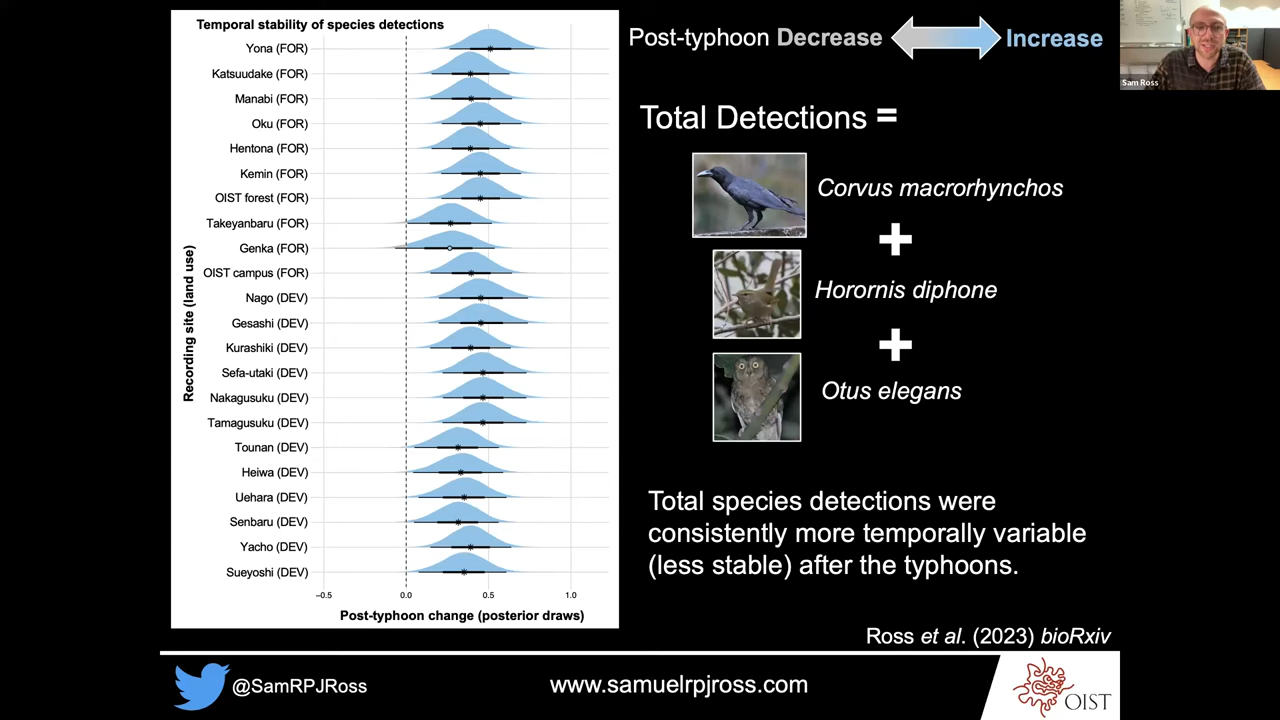 Temporal stability of species detections
Yona (FOR)
Katsuudake (FOR)
Manabi (FOR)
Oku (FOR)
Hentona (FOR)
Kemin (FOR)
OIST forest (FOR)
Takeyanbaru (FOR)
Genka (FOR)
OIST campus (FOR)
Nago (DEV)
Gesashi (DEV)
Kurashiki (DEV)
Sefa-utaki (DEV)
Nakagusuku (DEV)
Tamagusuku (DEV)
Tounan (DEV)
Heiwa (DEV)
Uehara (DEV)
Senbaru (DEV)
Yacho (DEV)
Sueyoshi (DEV)
Recording site (land use)
−0.5 0.0 0.5 1.0
Post-typhoon change (posterior draws)
Post-typhoon Decrease Increase
Sam Ross
Total Detections =
Corvus macrorhynchos
+
Horornis diphone
+
Otus elegans
Total species detections were
consistently more temporally variable
(less stable) after the typhoons.
Ross et al. (2023) bioRxiv
@SamRPJRoss
www.samuelrpjross.com
OIST